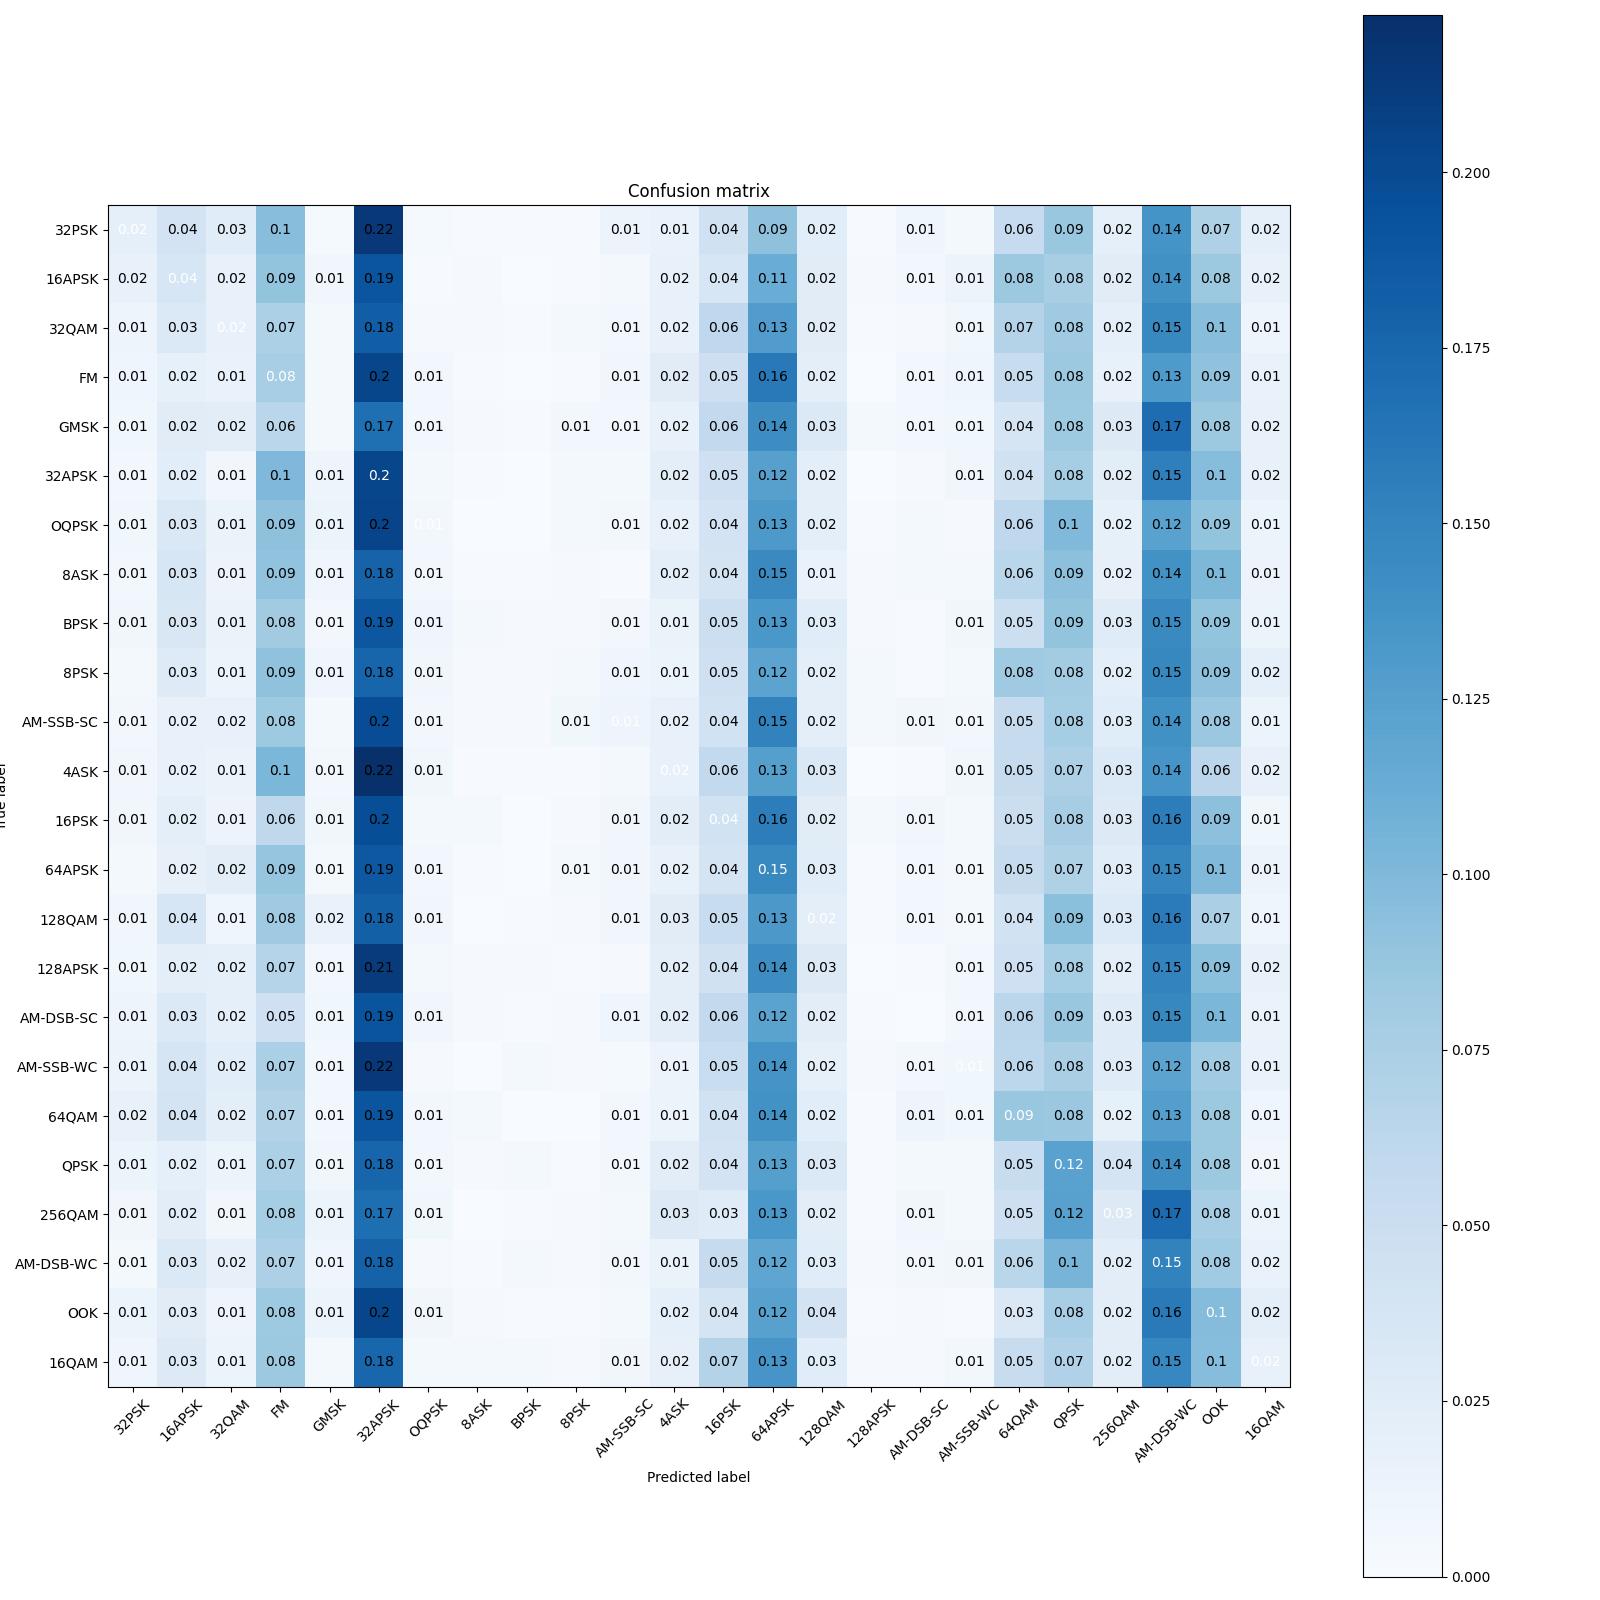 Confusion matrix
32PSK 0.02 0.04 0.03 0.1 0.22 0.01 0.01 0.04 0.09 0.02 0.01 0.06 0.09 0.02 0.14 0.07 0.02
16APSK 0.02 0.04 0.02 0.09 0.01 0.19 0.02 0.04 0.11 0.02 0.01 0.01 0.08 0.08 0.02 0.14 0.08 0.02
32QAM 0.01 0.03 0.02 0.07 0.18 0.01 0.02 0.06 0.13 0.02 0.01 0.07 0.08 0.02 0.15 0.1 0.01
FM 0.01 0.02 0.01 0.08 0.2 0.01 0.01 0.02 0.05 0.16 0.02 0.01 0.01 0.05 0.08 0.02 0.13 0.09 0.01
GMSK 0.01 0.02 0.02 0.06 0.17 0.01 0.01 0.01 0.02 0.06 0.14 0.03 0.01 0.01 0.04 0.08 0.03 0.17 0.08 0.02
32APSK 0.01 0.02 0.01 0.1 0.01 0.2 0.02 0.05 0.12 0.02 0.01 0.04 0.08 0.02 0.15 0.1 0.02
OQPSK 0.01 0.03 0.01 0.09 0.01 0.2 0.01 0.01 0.02 0.04 0.13 0.02 0.06 0.1 0.02 0.12 0.09 0.01
8ASK 0.01 0.03 0.01 0.09 0.01 0.18 0.01 0.02 0.04 0.15 0.01 0.06 0.09 0.02 0.14 0.1 0.01
BPSK 0.01 0.03 0.01 0.08 0.01 0.19 0.01 0.01 0.01 0.05 0.13 0.03 0.01 0.05 0.09 0.03 0.15 0.09 0.01
8PSK 0.03 0.01 0.09 0.01 0.18 0.01 0.01 0.01 0.05 0.12 0.02 0.08 0.08 0.02 0.15 0.09 0.02
AM-SSB-SC 0.01 0.02 0.02 0.08 0.2 0.01 0.01 0.01 0.02 0.04 0.15 0.02 0.01 0.01 0.05 0.08 0.03 0.14 0.08 0.01
4ASK 0.01 0.02 0.01 0.1 0.01 0.22 0.01 0.02 0.06 0.13 0.03 0.01 0.05 0.07 0.03 0.14 0.06 0.02
16PSK 0.01 0.02 0.01 0.06 0.01 0.2 0.01 0.02 0.04 0.16 0.02 0.01 0.05 0.08 0.03 0.16 0.09 0.01
64APSK 0.02 0.02 0.09 0.01 0.19 0.01 0.01 0.01 0.02 0.04 0.15 0.03 0.01 0.01 0.05 0.07 0.03 0.15 0.1 0.01
128QAM 0.01 0.04 0.01 0.08 0.02 0.18 0.01 0.01 0.03 0.05 0.13 0.02 0.01 0.01 0.04 0.09 0.03 0.16 0.07 0.01
128APSK 0.01 0.02 0.02 0.07 0.01 0.21 0.02 0.04 0.14 0.03 0.01 0.05 0.08 0.02 0.15 0.09 0.02
AM-DSB-SC 0.01 0.03 0.02 0.05 0.01 0.19 0.01 0.01 0.02 0.06 0.12 0.02 0.01 0.06 0.09 0.03 0.15 0.1 0.01
AM-SSB-WC 0.01 0.04 0.02 0.07 0.01 0.22 0.01 0.05 0.14 0.02 0.01 0.01 0.06 0.08 0.03 0.12 0.08 0.01
64QAM 0.02 0.04 0.02 0.07 0.01 0.19 0.01 0.01 0.01 0.04 0.14 0.02 0.01 0.01 0.09 0.08 0.02 0.13 0.08 0.01
QPSK 0.01 0.02 0.01 0.07 0.01 0.18 0.01 0.01 0.02 0.04 0.13 0.03 0.05 0.12 0.04 0.14 0.08 0.01
256QAM 0.01 0.02 0.01 0.08 0.01 0.17 0.01 0.03 0.03 0.13 0.02 0.01 0.05 0.12 0.03 0.17 0.08 0.01
AM-DSB-WC 0.01 0.03 0.02 0.07 0.01 0.18 0.01 0.01 0.05 0.12 0.03 0.01 0.01 0.06 0.1 0.02 0.15 0.08 0.02
OOK 0.01 0.03 0.01 0.08 0.01 0.2 0.01 0.02 0.04 0.12 0.04 0.03 0.08 0.02 0.16 0.1 0.02
16QAM 0.01 0.03 0.01 0.08 0.18 0.01 0.02 0.07 0.13 0.03 0.01 0.05 0.07 0.02 0.15 0.1 0.02
32PSK 16APSK 32QAM FM GMSK 32APSK OQPSK 8ASK BPSK 8PSK AM-SSB-SC 4ASK 16PSK 64APSK 128QAM 128APSK AM-DSB-SC AM-SSB-WC 64QAM QPSK 256QAM AM-DSB-WC OOK 16QAM
Predicted label
0.200
0.175
0.150
0.125
0.100
0.075
0.050
0.025
0.000